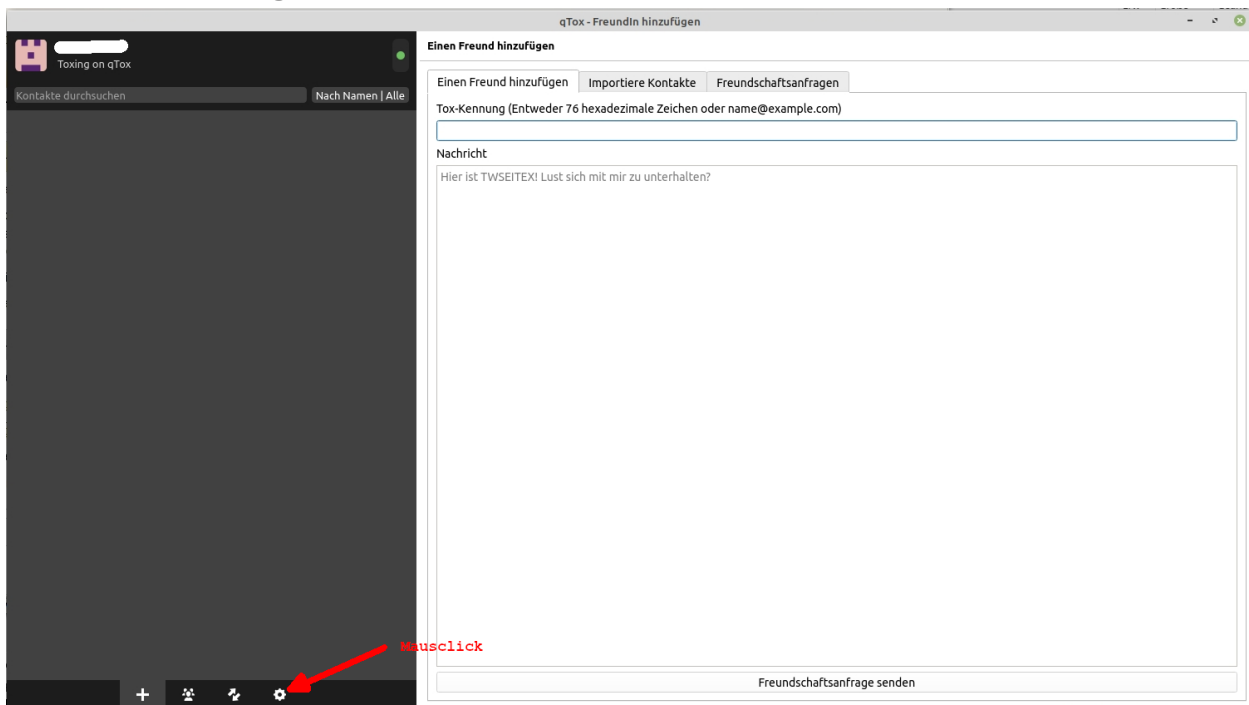 qTox - FreundIn hinzufügen
Toxing on qTox
Kontakte durchsuchen
Nach Namen | Alle
Einen Freund hinzufügen
Einen Freund hinzufügen
Importiere Kontakte
Freundschaftsanfragen
Tox-Kennung (Entweder 76 hexadezimale Zeichen oder name@example.com)
Nachricht
Hier ist TWSEITEX! Lust sich mit mir zu unterhalten?
Mausclick
Freundschaftsanfrage senden